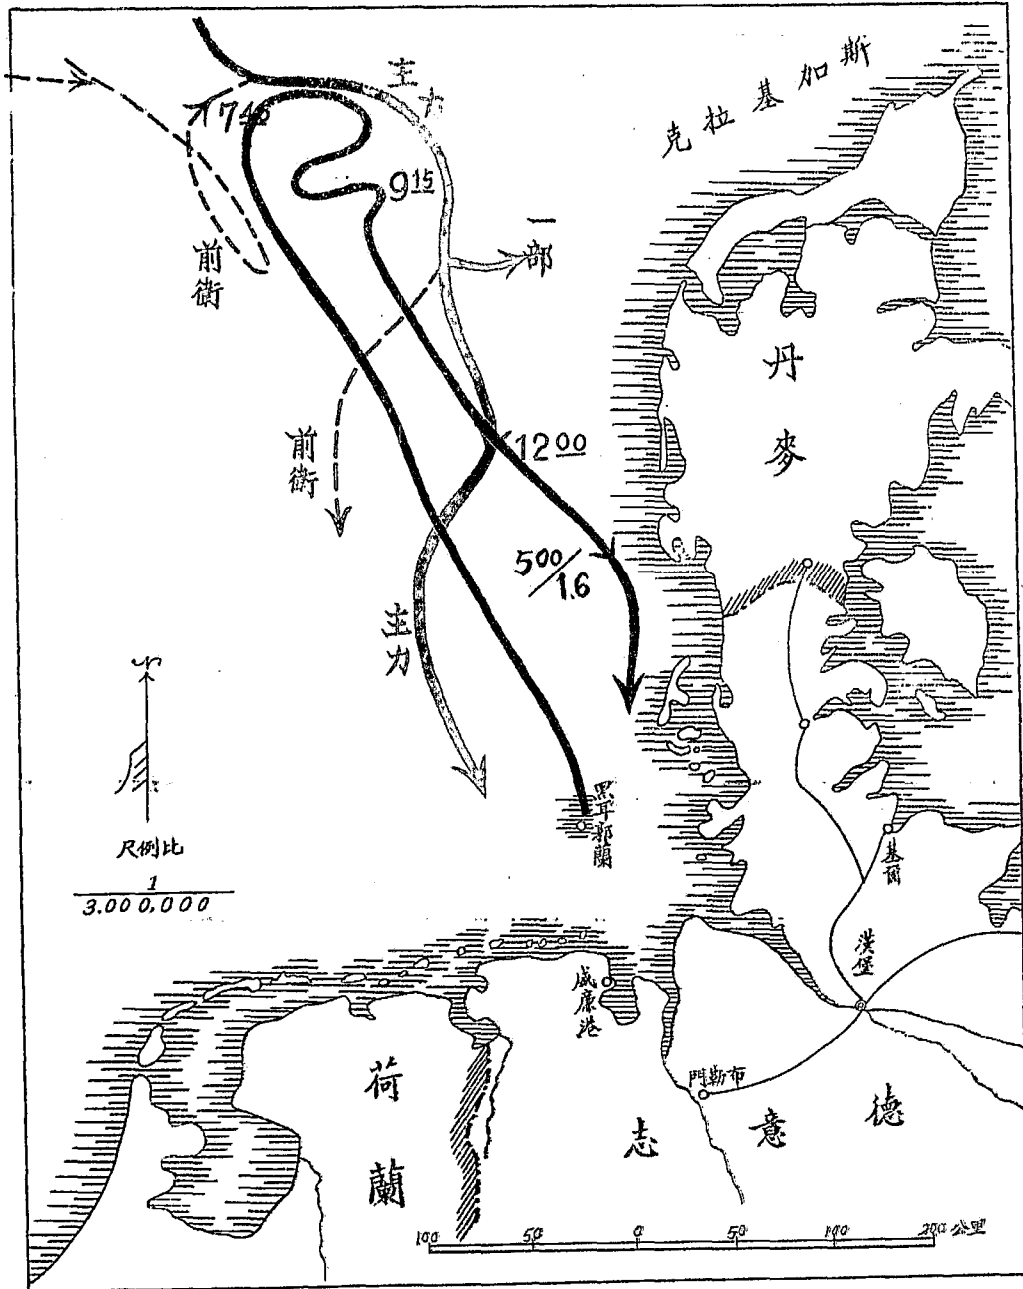 斯加基拉克
主力
7 45
9 15
一部
前衛
丹麥
前衛
12 00
5 00/1.6
主力
黑耳郭蘭
比例尺
1
3.000,000
基爾
漢堡
威廉港
布勒門
荷蘭
德意志
100 50 0 50 100 200 公里